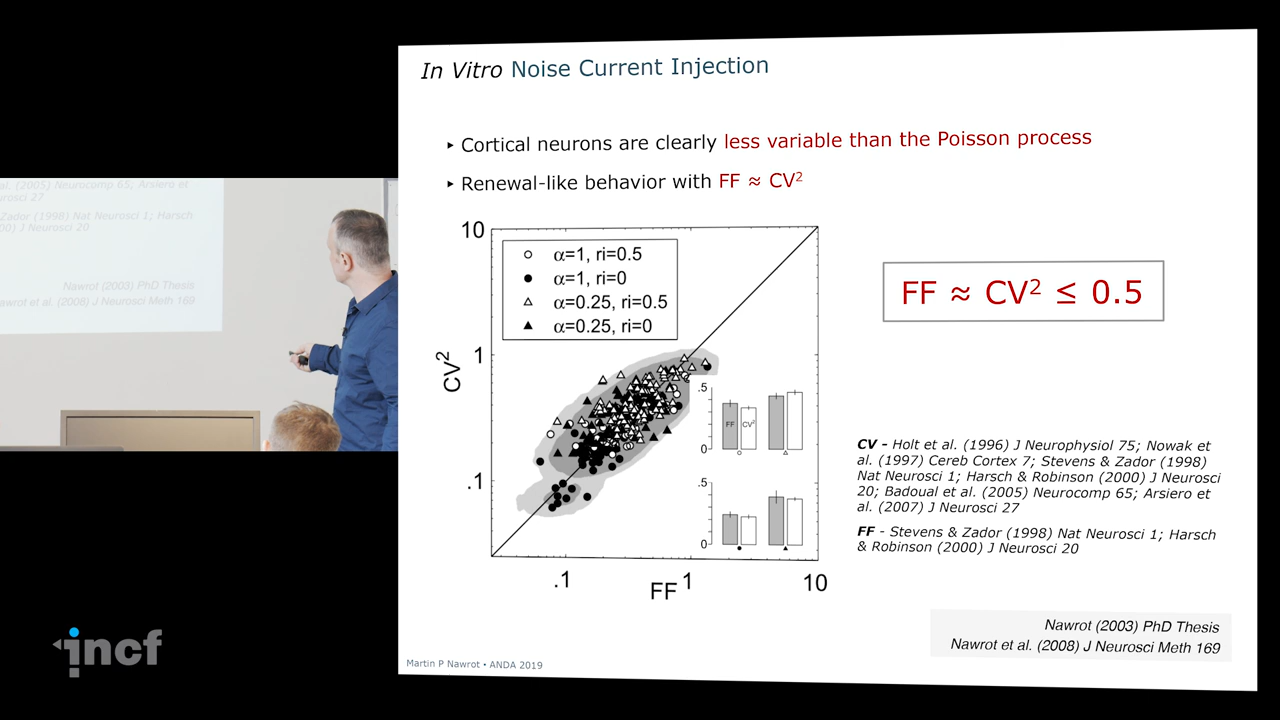 al. (2005) Neurocomp 65; Arsiero et
sci 27
Zador (1998) Nat Neurosci 1; Harsch
00) J Neurosci 20
Nawrot (2003) PhD Thesis
Nawrot et al. (2008) J Neurosci Meth 169
incf
In Vitro Noise Current Injection
▸ Cortical neurons are clearly less variable than the Poisson process
▸ Renewal-like behavior with FF ≈ CV²
10
α=1, ri=0.5
α=1, ri=0
α=0.25, ri=0.5
α=0.25, ri=0
1
CV²
.1
.5
FF
CV²
0
.5
0
.1
FF
1
10
FF ≈ CV² ≤ 0.5
CV - Holt et al. (1996) J Neurophysiol 75; Nowak et
al. (1997) Cereb Cortex 7; Stevens & Zador (1998)
Nat Neurosci 1; Harsch & Robinson (2000) J Neurosci
20; Badoual et al. (2005) Neurocomp 65; Arsiero et
al. (2007) J Neurosci 27
FF - Stevens & Zador (1998) Nat Neurosci 1; Harsch
& Robinson (2000) J Neurosci 20
Nawrot (2003) PhD Thesis
Nawrot et al. (2008) J Neurosci Meth 169
Martin P Nawrot • ANDA 2019